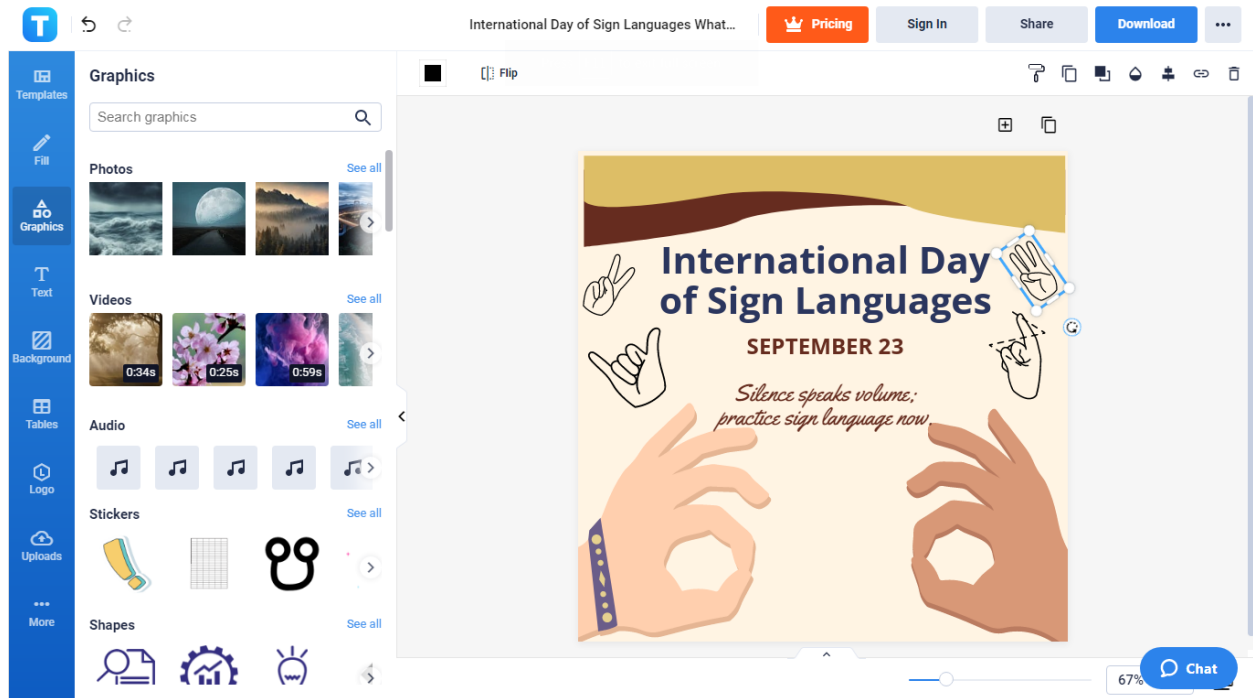 T
International Day of Sign Languages What...
Pricing
Sign In
Share
Download
Templates
Fill
Graphics
Text
Background
Tables
Logo
Uploads
More
Graphics
Search graphics
Photos
See all
Videos
See all
0:34s
0:25s
0:59s
Audio
See all
Stickers
See all
Shapes
See all
Flip
International Day
of Sign Languages
SEPTEMBER 23
Silence speaks volume;
practice sign language now.
67%
Chat